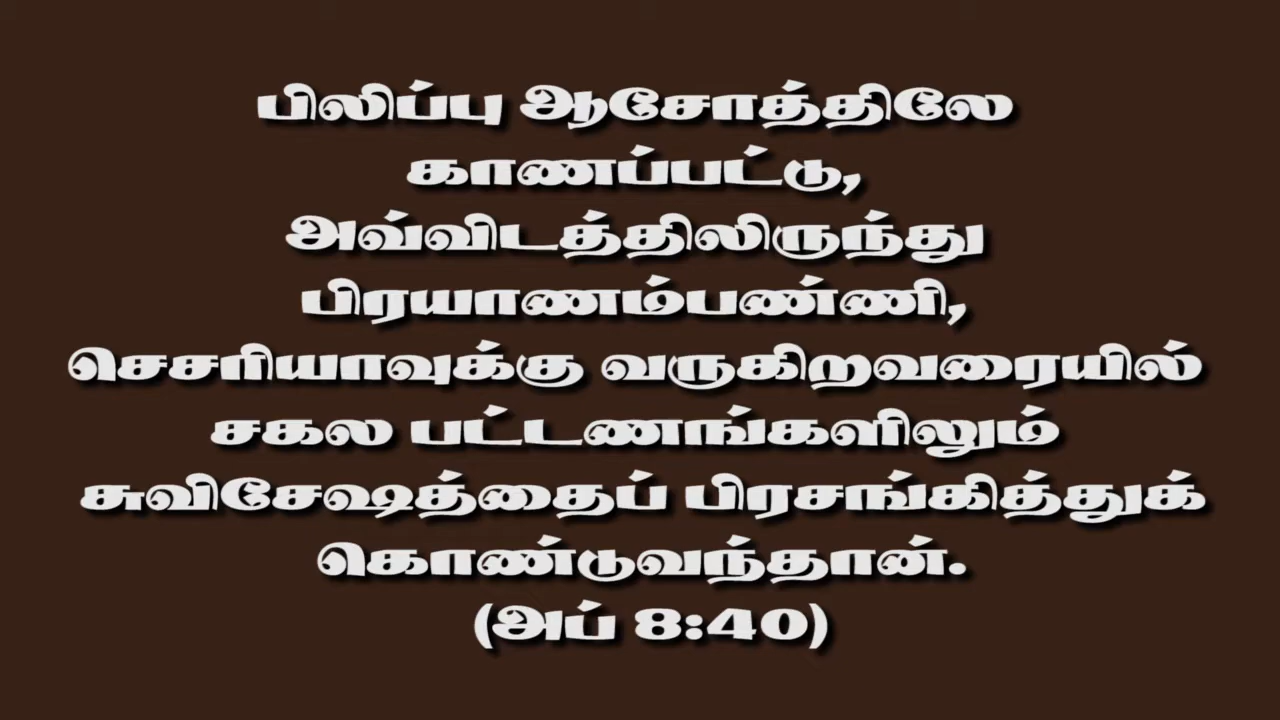 பிலிப்பு ஆசோத்திலே
காணப்பட்டு,
அவ்விடத்திலிருந்து
பிரயாணம்பண்ணி,
செசரியாவுக்கு வருகிறவரையில்
சகல பட்டணங்களிலும்
சுவிசேஷத்தைப் பிரசங்கித்துக்
கொண்டுவந்தான்.
(அப் 8:40)